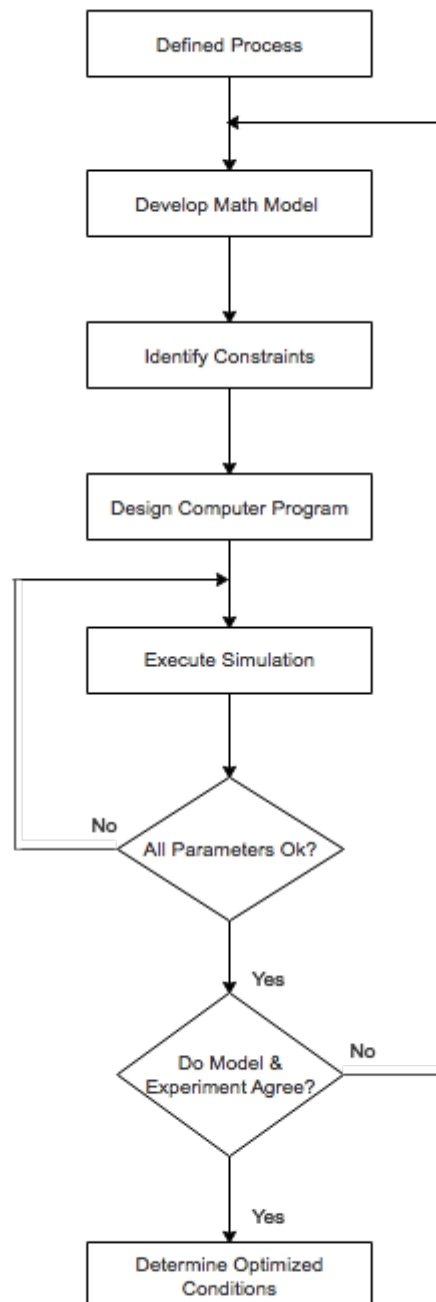 Defined Process
Develop Math Model
Identify Constraints
Design Computer Program
Execute Simulation
No
All Parameters Ok?
Yes
No
Do Model &
Experiment Agree?
Yes
Determine Optimized
Conditions